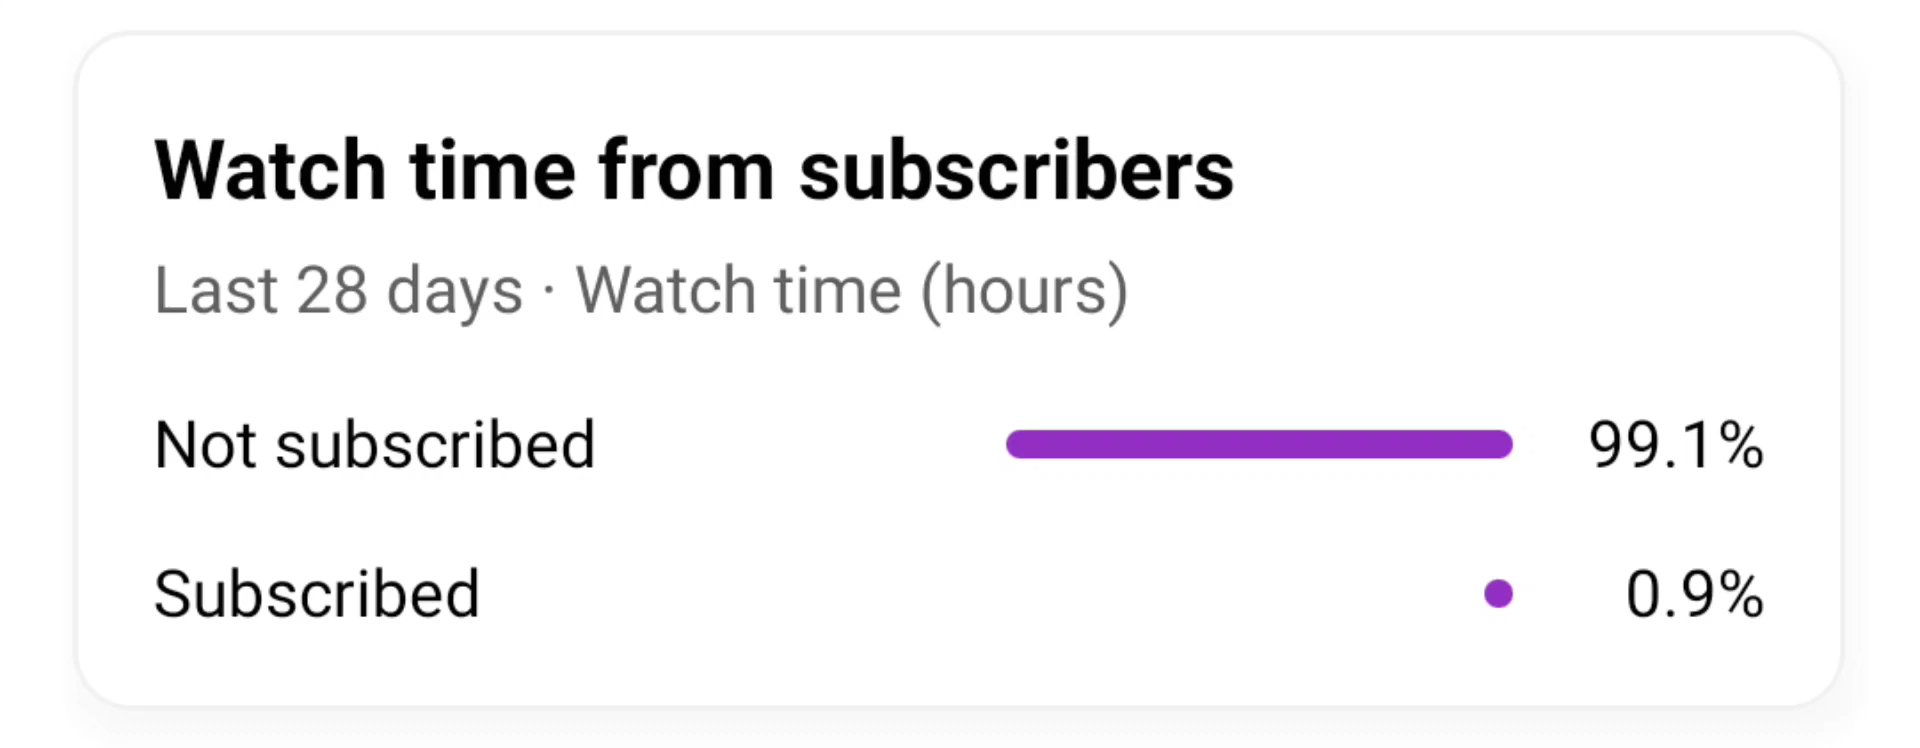 Watch time from subscribers
Last 28 days · Watch time (hours)
Not subscribed 99.1%
Subscribed 0.9%